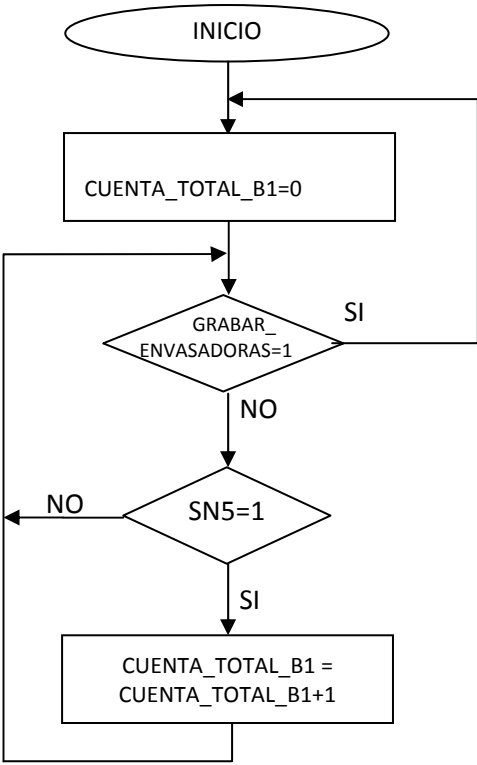 INICIO
CUENTA_TOTAL_B1=0
GRABAR_
ENVASADORAS=1
SI
NO
SN5=1
NO
SI
CUENTA_TOTAL_B1 =
CUENTA_TOTAL_B1+1